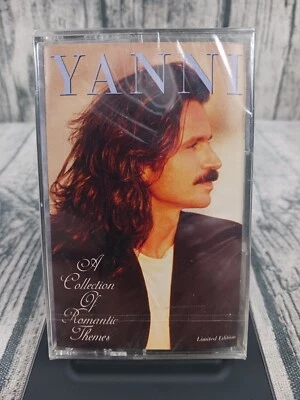 YANNI
A
Collection
Of
Romantic
Themes
Limited Edition